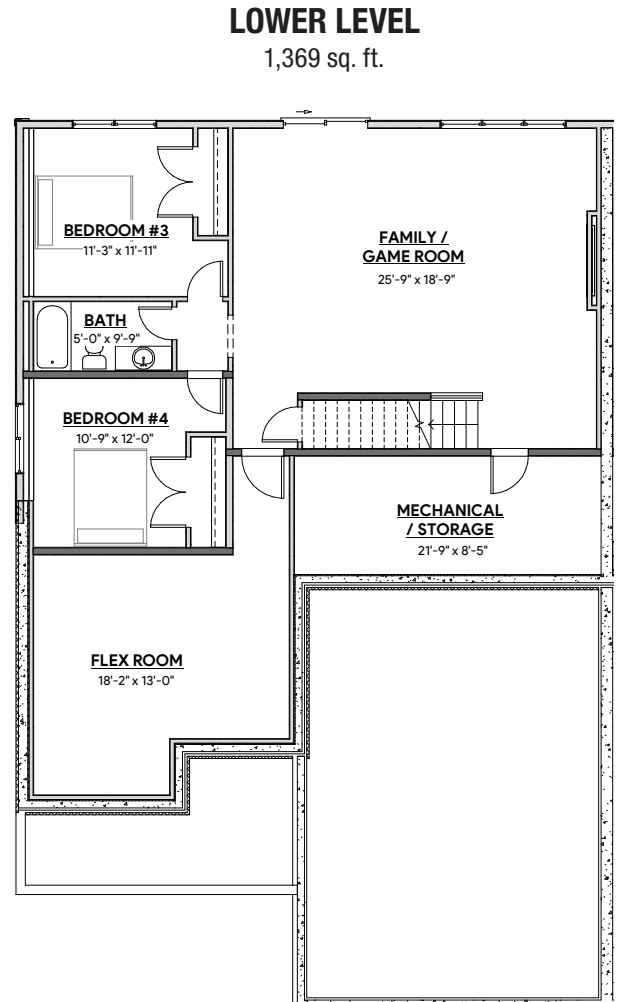 LOWER LEVEL
1,369 sq. ft.
BEDROOM #3
11'-3" x 11'-11"
FAMILY /
GAME ROOM
25'-9" x 18'-9"
BATH
5'-0" x 9'-9"
BEDROOM #4
10'-9" x 12'-0"
MECHANICAL
/ STORAGE
21'-9" x 8'-5"
FLEX ROOM
18'-2" x 13'-0"